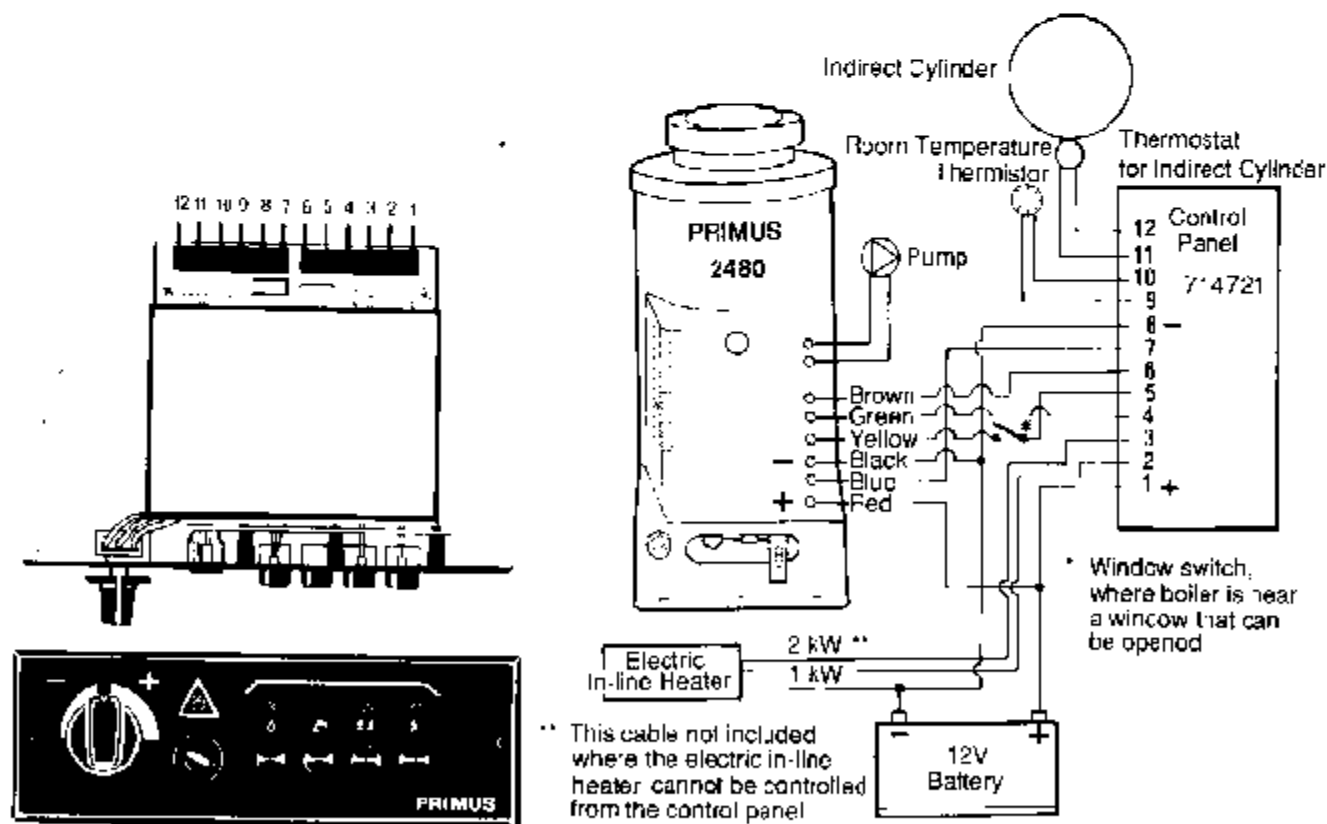 12 11 10 9 8 7 6 5 4 3 2 1
− +
PRIMUS
Indirect Cylinder
Room Temperature
Thermistor
Thermostat
for Indirect Cylinder
PRIMUS
2480
Pump
Brown
Green
Yellow
− Black
Blue
+ Red
Control
Panel
714721
12
11
10
9
8 −
7
6
5
4
3
2
1 +
*
* Window switch,
where boiler is near
a window that can
be opened
Electric
In-line Heater
2 kW **
1 kW
** This cable not included
where the electric in-line
heater cannot be controlled
from the control panel
− +
12V
Battery